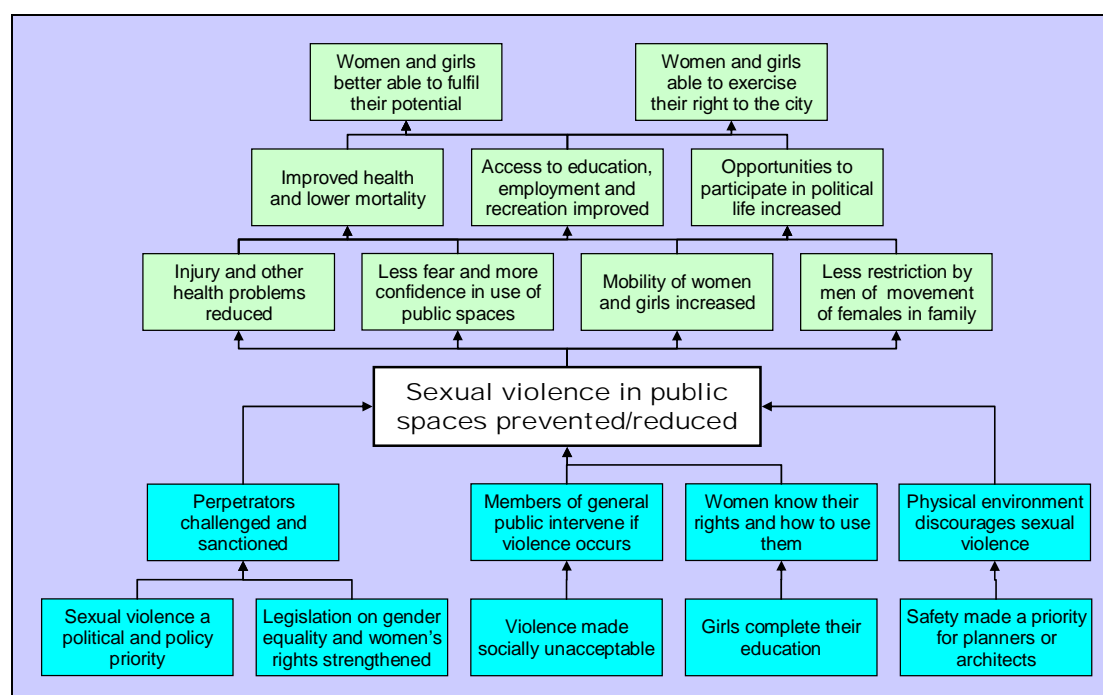 Women and girls
better able to fulfil
their potential
Women and girls
able to exercise
their right to the city
Improved health
and lower mortality
Access to education,
employment and
recreation improved
Opportunities to
participate in political
life increased
Injury and other
health problems
reduced
Less fear and more
confidence in use of
public spaces
Mobility of women
and girls increased
Less restriction by
men of movement
of females in family
Sexual violence in public
spaces prevented/reduced
Perpetrators
challenged and
sanctioned
Members of general
public intervene if
violence occurs
Women know their
rights and how to use
them
Physical environment
discourages sexual
violence
Sexual violence a
political and policy
priority
Legislation on gender
equality and women's
rights strengthened
Violence made
socially unacceptable
Girls complete their
education
Safety made a priority
for planners or
architects